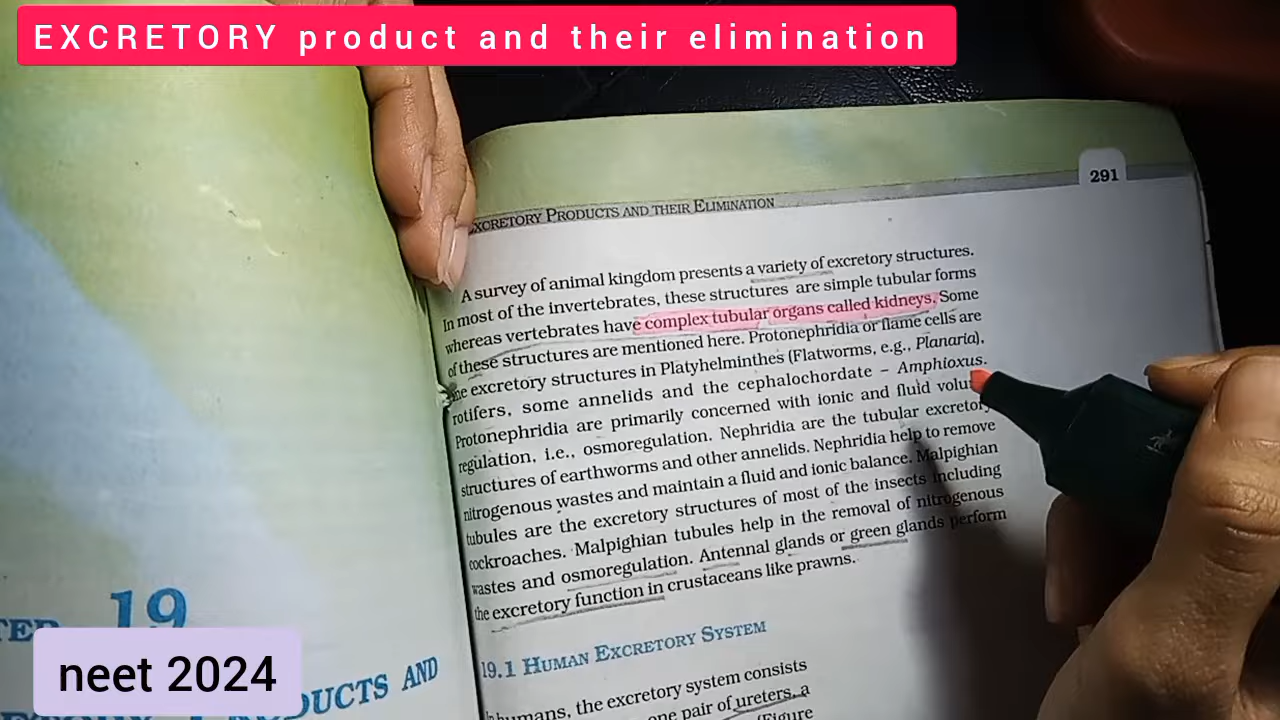 EXCRETORY product and their elimination
291
EXCRETORY PRODUCTS AND THEIR ELIMINATION
A survey of animal kingdom presents a variety of excretory structures.
In most of the invertebrates, these structures are simple tubular forms
whereas vertebrates have complex tubular organs called kidneys. Some
of these structures are mentioned here. Protonephridia or flame cells are
the excretory structures in Platyhelminthes (Flatworms, e.g., Planaria),
rotifers, some annelids and the cephalochordate – Amphioxus.
Protonephridia are primarily concerned with ionic and fluid volume
regulation, i.e., osmoregulation. Nephridia are the tubular excretory
structures of earthworms and other annelids. Nephridia help to remove
nitrogenous wastes and maintain a fluid and ionic balance. Malpighian
tubules are the excretory structures of most of the insects including
cockroaches. Malpighian tubules help in the removal of nitrogenous
wastes and osmoregulation. Antennal glands or green glands perform
the excretory function in crustaceans like prawns.
19.1 HUMAN EXCRETORY SYSTEM
In humans, the excretory system consists
one pair of ureters, a
(Figure
TER 19
PRODUCTS AND
neet 2024